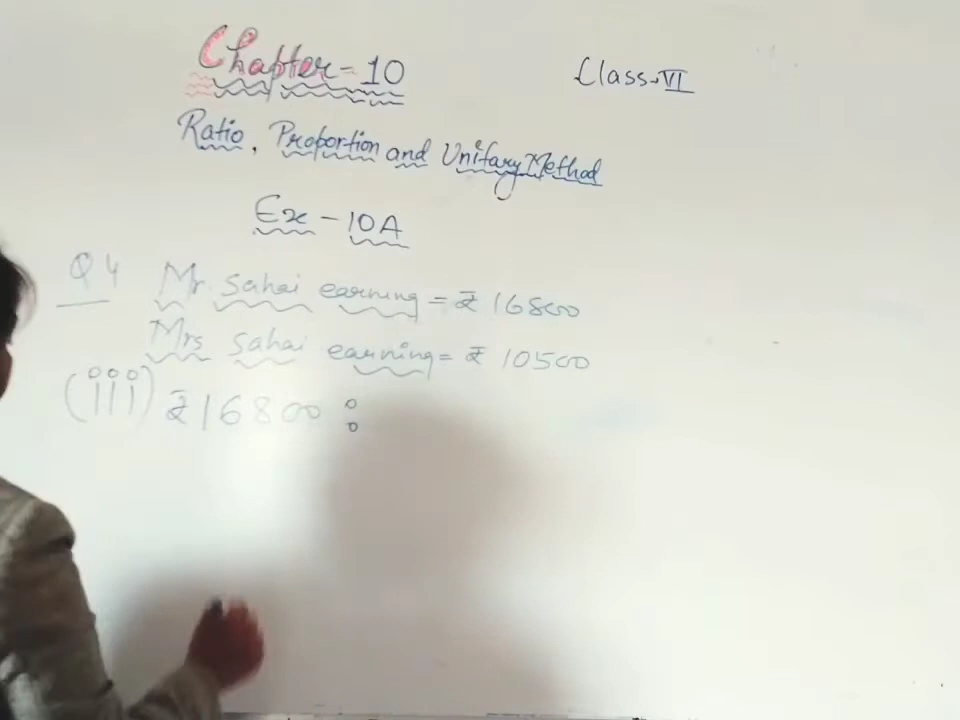 Chapter-10
Class-VI
Ratio, Proportion and Unitary Method
Ex-10A
Q4 Mr sahai earning = ₹ 16800
Mrs sahai earning = ₹ 10500
(iii) ₹16800 :